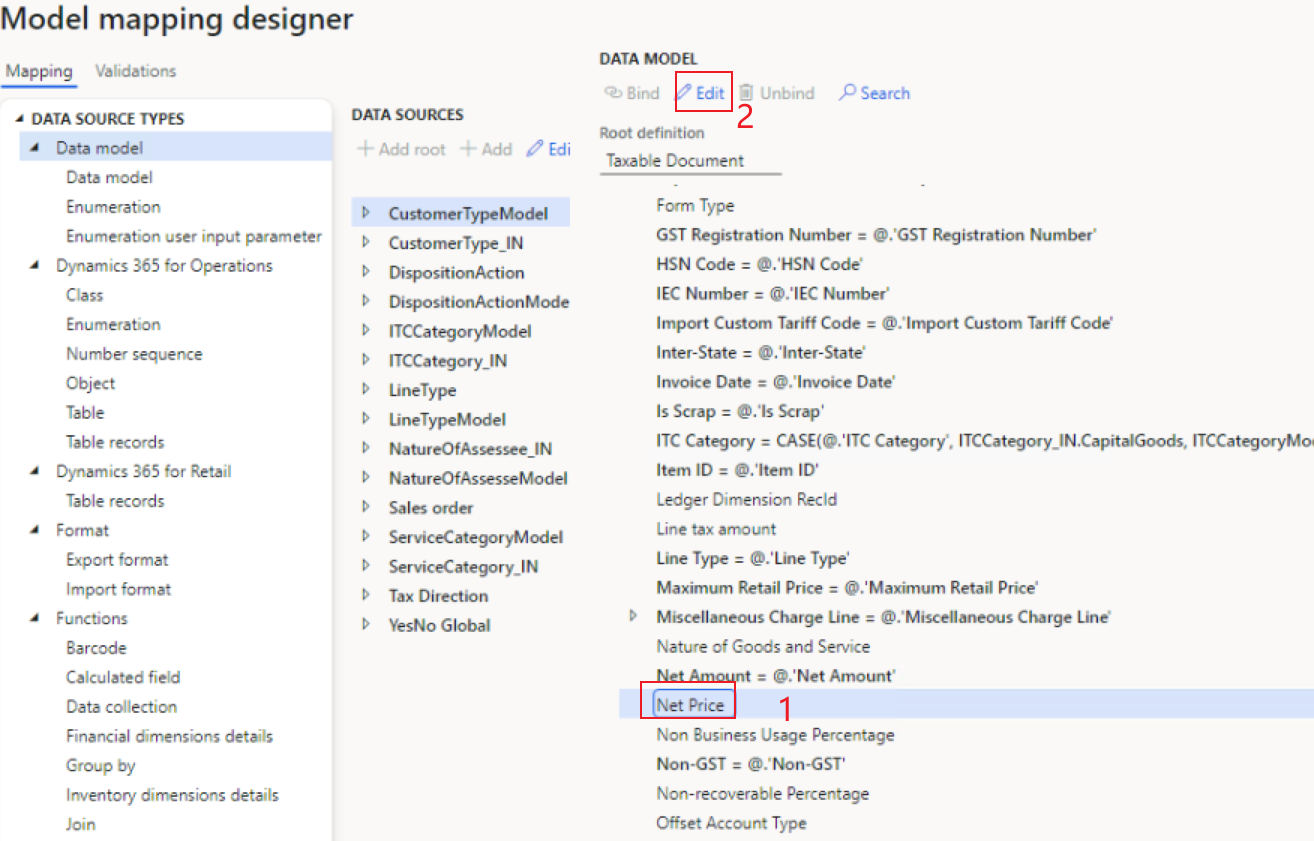 Model mapping designer
Mapping
Validations
DATA SOURCE TYPES
Data model
Data model
Enumeration
Enumeration user input parameter
Dynamics 365 for Operations
Class
Enumeration
Number sequence
Object
Table
Table records
Dynamics 365 for Retail
Table records
Format
Export format
Import format
Functions
Barcode
Calculated field
Data collection
Financial dimensions details
Group by
Inventory dimensions details
Join
DATA SOURCES
Add root
Add
Edi
CustomerTypeModel
CustomerType_IN
DispositionAction
DispositionActionMode
ITCCategoryModel
ITCCategory_IN
LineType
LineTypeModel
NatureOfAssessee_IN
NatureOfAssesseModel
Sales order
ServiceCategoryModel
ServiceCategory_IN
Tax Direction
YesNo Global
DATA MODEL
Bind
Edit
2
Unbind
Search
Root definition
Taxable Document
Form Type
GST Registration Number = @.'GST Registration Number'
HSN Code = @.'HSN Code'
IEC Number = @.'IEC Number'
Import Custom Tariff Code = @.'Import Custom Tariff Code'
Inter-State = @.'Inter-State'
Invoice Date = @.'Invoice Date'
Is Scrap = @.'Is Scrap'
ITC Category = CASE(@.'ITC Category', ITCCategory_IN.CapitalGoods, ITCCategoryMo
Item ID = @.'Item ID'
Ledger Dimension RecId
Line tax amount
Line Type = @.'Line Type'
Maximum Retail Price = @.'Maximum Retail Price'
Miscellaneous Charge Line = @.'Miscellaneous Charge Line'
Nature of Goods and Service
Net Amount = @.'Net Amount'
Net Price
1
Non Business Usage Percentage
Non-GST = @.'Non-GST'
Non-recoverable Percentage
Offset Account Type